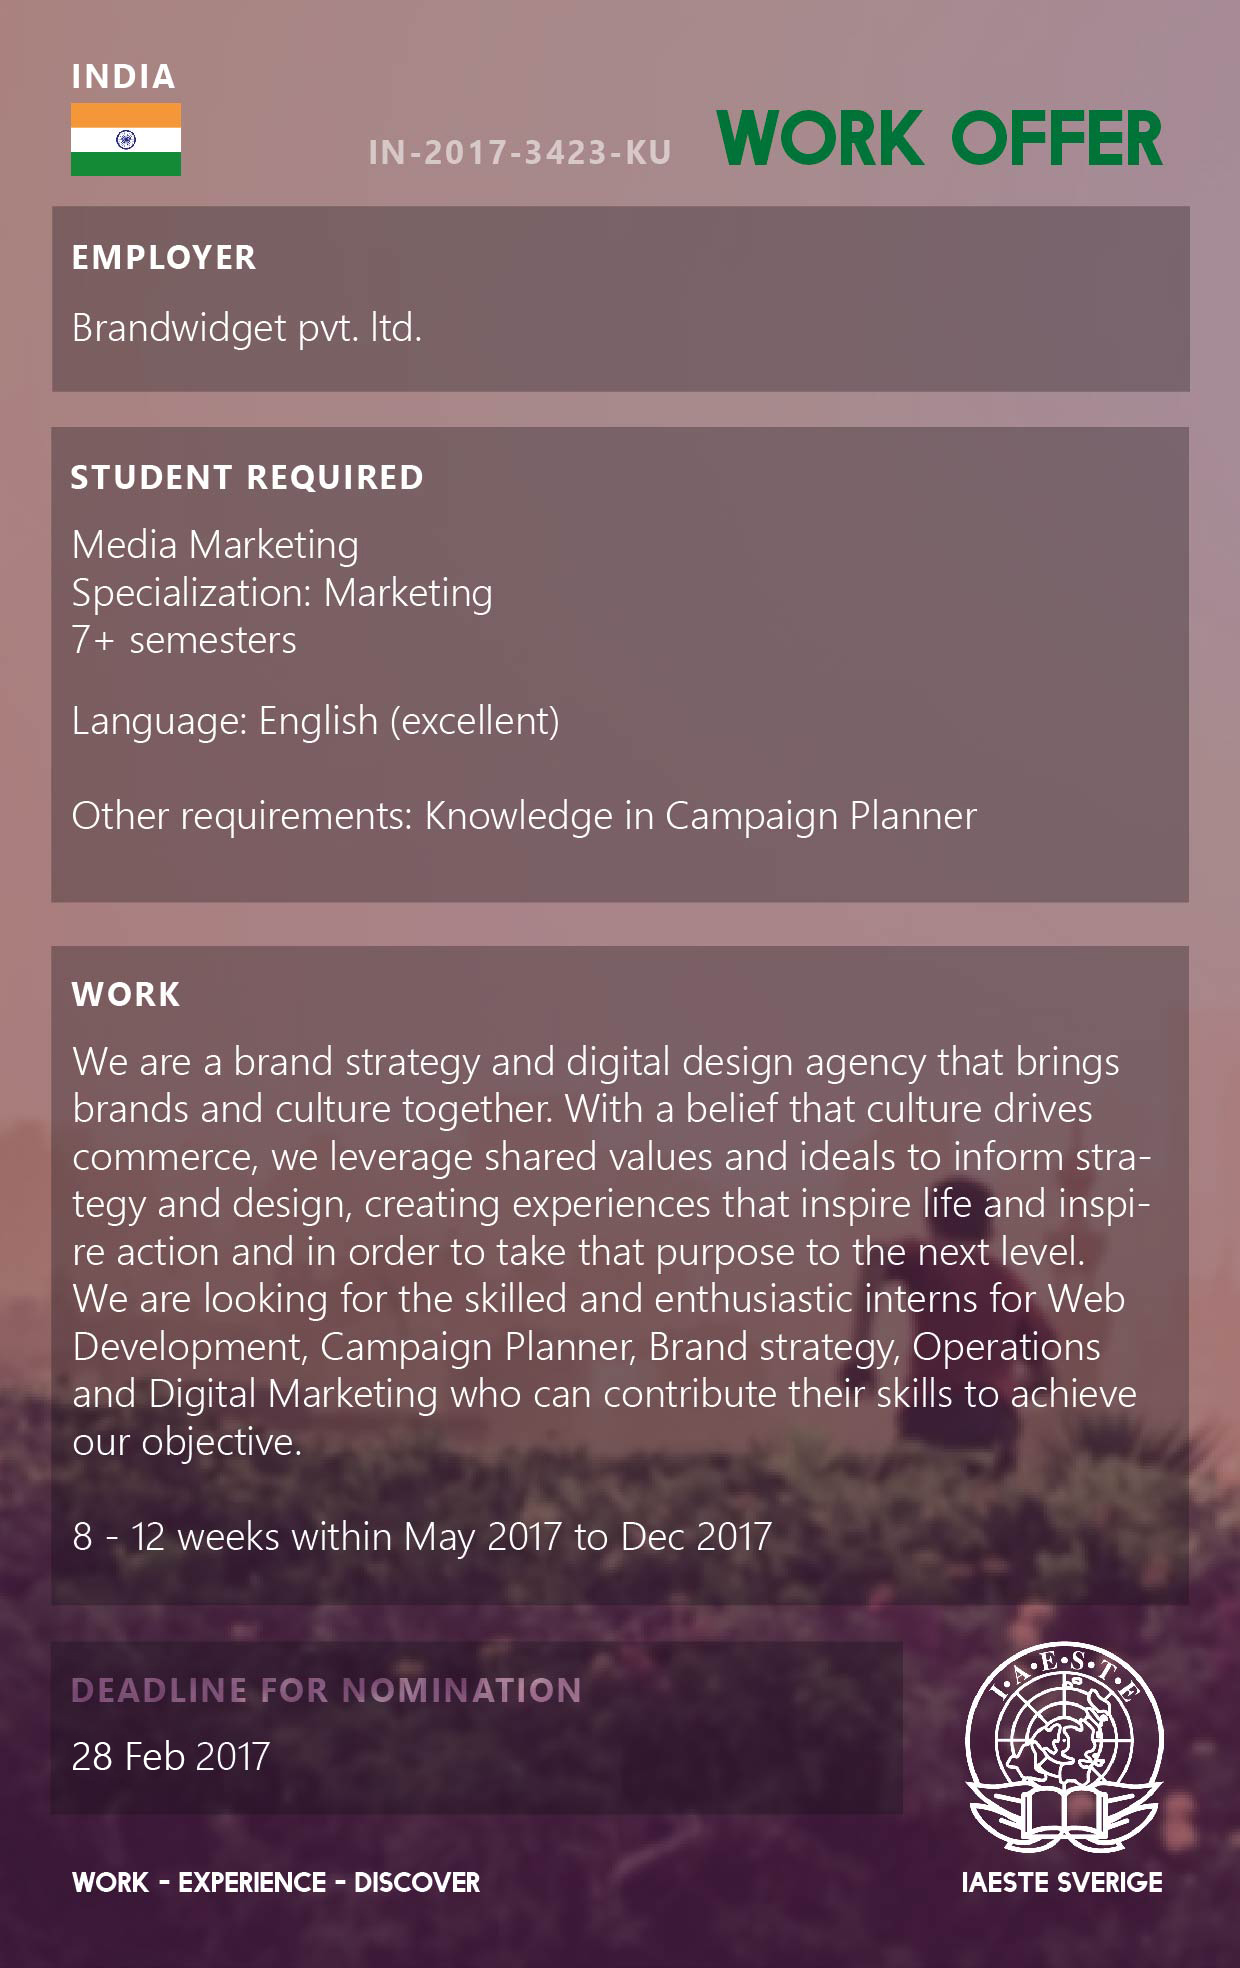 INDIA
IN-2017-3423-KU
WORK OFFER
EMPLOYER
Brandwidget pvt. ltd.
STUDENT REQUIRED
Media Marketing
Specialization: Marketing
7+ semesters
Language: English (excellent)
Other requirements: Knowledge in Campaign Planner
WORK
We are a brand strategy and digital design agency that brings
brands and culture together. With a belief that culture drives
commerce, we leverage shared values and ideals to inform stra-
tegy and design, creating experiences that inspire life and inspi-
re action and in order to take that purpose to the next level.
We are looking for the skilled and enthusiastic interns for Web
Development, Campaign Planner, Brand strategy, Operations
and Digital Marketing who can contribute their skills to achieve
our objective.
8 - 12 weeks within May 2017 to Dec 2017
DEADLINE FOR NOMINATION
28 Feb 2017
I.A.E.S.T.E
WORK - EXPERIENCE - DISCOVER
IAESTE SVERIGE